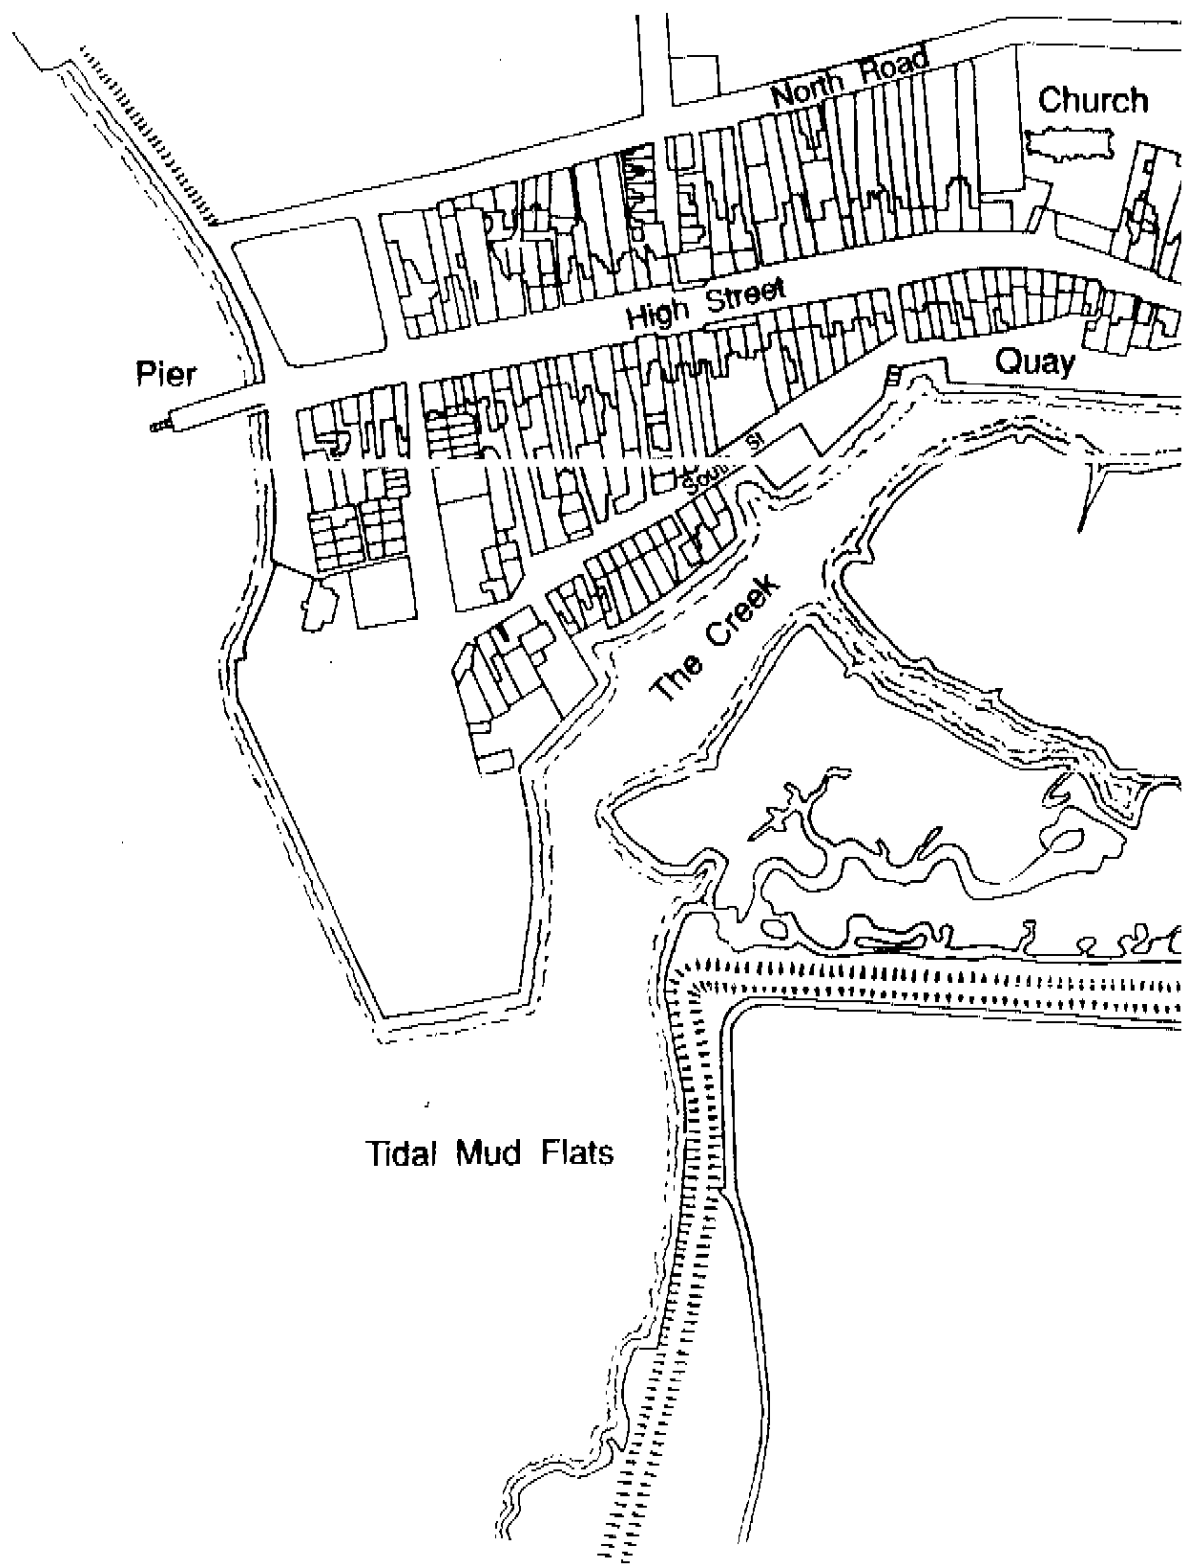 North Road
Church
High Street
Pier
Quay
South St
The Creek
Tidal Mud Flats